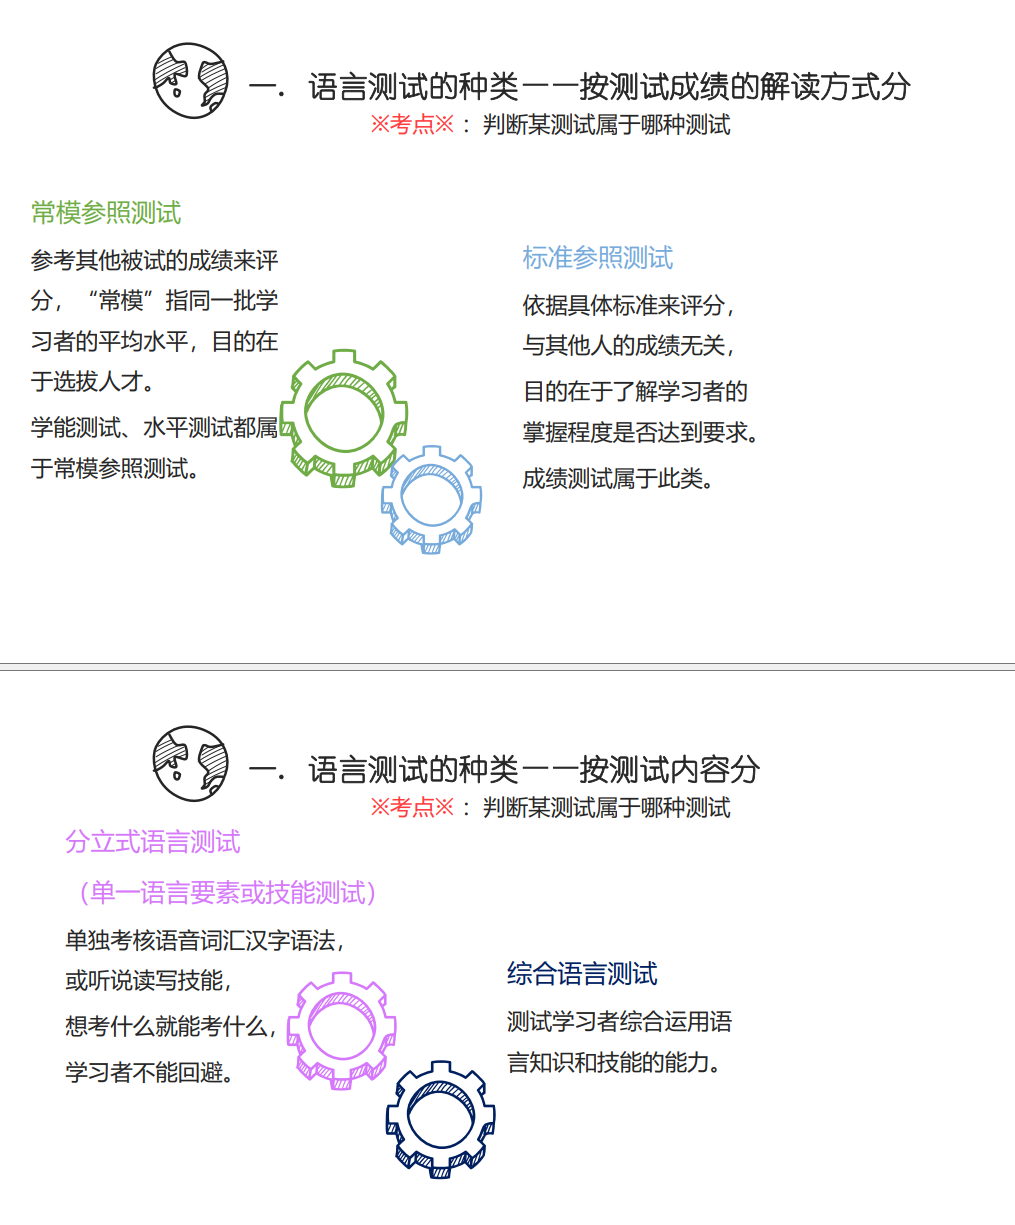 一. 语言测试的种类——按测试成绩的解读方式分
※考点※ ：判断某测试属于哪种测试
常模参照测试
参考其他被试的成绩来评
分，“常模”指同一批学
习者的平均水平，目的在
于选拔人才。
学能测试、水平测试都属
于常模参照测试。
标准参照测试
依据具体标准来评分，
与其他人的成绩无关，
目的在于了解学习者的
掌握程度是否达到要求。
成绩测试属于此类。
一. 语言测试的种类——按测试内容分
※考点※ ：判断某测试属于哪种测试
分立式语言测试
（单一语言要素或技能测试）
单独考核语音词汇汉字语法，
或听说读写技能，
想考什么就能考什么，
学习者不能回避。
综合语言测试
测试学习者综合运用语
言知识和技能的能力。